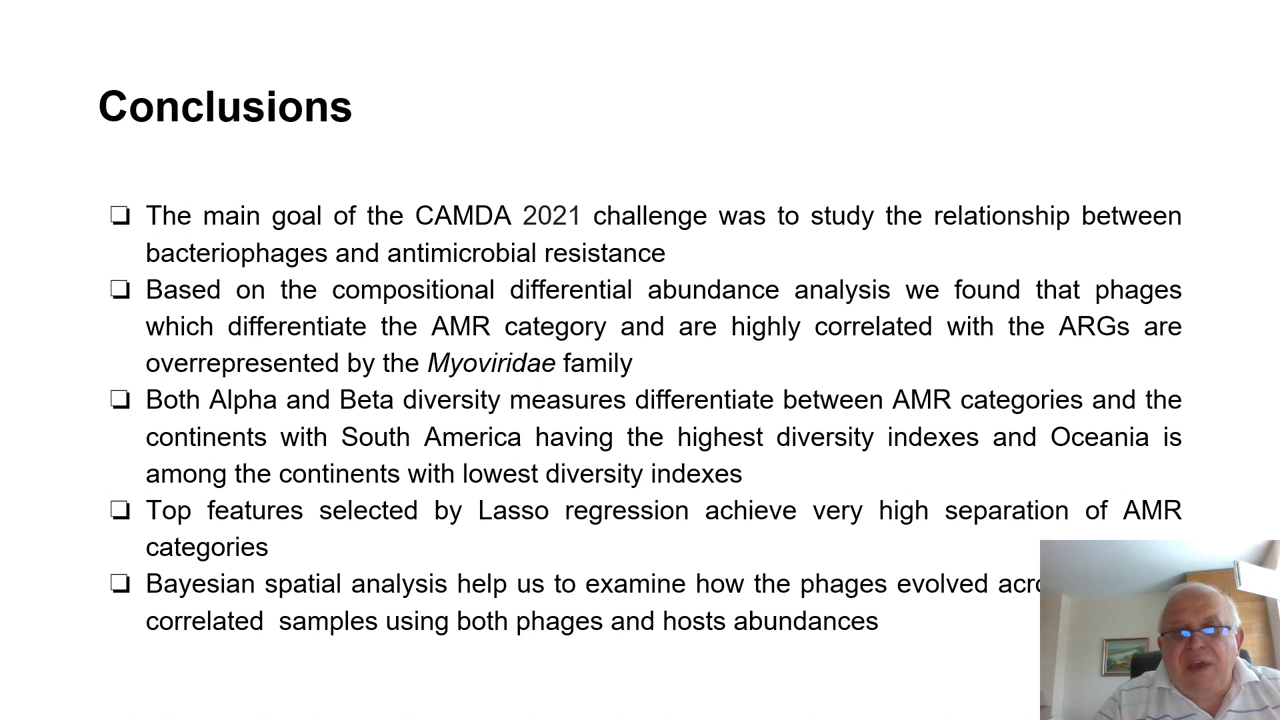 Conclusions
❏ The main goal of the CAMDA 2021 challenge was to study the relationship between
bacteriophages and antimicrobial resistance
❏ Based on the compositional differential abundance analysis we found that phages
which differentiate the AMR category and are highly correlated with the ARGs are
overrepresented by the Myoviridae family
❏ Both Alpha and Beta diversity measures differentiate between AMR categories and the
continents with South America having the highest diversity indexes and Oceania is
among the continents with lowest diversity indexes
❏ Top features selected by Lasso regression achieve very high separation of AMR
categories
❏ Bayesian spatial analysis help us to examine how the phages evolved
correlated samples using both phages and hosts abundances